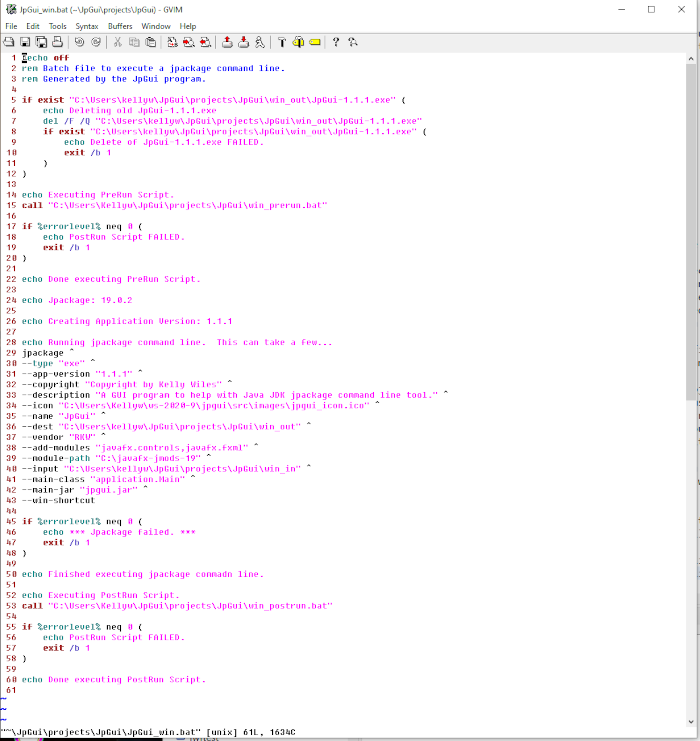 JpGui_win.bat (~\JpGui\projects\JpGui) - GVIM
File Edit Tools Syntax Buffers Window Help
1 @echo off
2 rem Batch file to execute a jpackage command line.
3 rem Generated by the JpGui program.
4
5 if exist "C:\Users\kellyw\JpGui\projects\JpGui\win_out\JpGui-1.1.1.exe" (
6 echo Deleting old JpGui-1.1.1.exe
7 del /F /Q "C:\Users\kellyw\JpGui\projects\JpGui\win_out\JpGui-1.1.1.exe"
8 if exist "C:\Users\kellyw\JpGui\projects\JpGui\win_out\JpGui-1.1.1.exe" (
9 echo Delete of JpGui-1.1.1.exe FAILED.
10 exit /b 1
11 )
12 )
13
14 echo Executing PreRun Script.
15 call "C:\Users\Kellyw\JpGui\projects\JpGui\win_prerun.bat"
16
17 if %errorlevel% neq 0 (
18 echo PostRun Script FAILED.
19 exit /b 1
20 )
21
22 echo Done executing PreRun Script.
23
24 echo Jpackage: 19.0.2
25
26 echo Creating Application Version: 1.1.1
27
28 echo Running jpackage command line.  This can take a few...
29 jpackage ^
30 --type "exe" ^
31 --app-version "1.1.1" ^
32 --copyright "Copyright by Kelly Wiles" ^
33 --description "A GUI program to help with Java JDK jpackage command line tool." ^
34 --icon "C:\Users\Kellyw\vs-2020-9\jpgui\src\images\jpgui_icon.ico" ^
35 --name "JpGui" ^
36 --dest "C:\Users\kellyw\JpGui\projects\JpGui\win_out" ^
37 --vendor "RKW" ^
38 --add-modules "javafx.controls,javafx.fxml" ^
39 --module-path "C:\javafx-jmods-19" ^
40 --input "C:\Users\kellyw\JpGui\projects\JpGui\win_in" ^
41 --main-class "application.Main" ^
42 --main-jar "jpgui.jar" ^
43 --win-shortcut
44
45 if %errorlevel% neq 0 (
46 echo *** Jpackage failed. ***
47 exit /b 1
48 )
49
50 echo Finished executing jpackage commadn line.
51
52 echo Executing PostRun Script.
53 call "C:\Users\Kellyw\JpGui\projects\JpGui\win_postrun.bat"
54
55 if %errorlevel% neq 0 (
56 echo PostRun Script FAILED.
57 exit /b 1
58 )
59
60 echo Done executing PostRun Script.
61
~
~
~
"~\JpGui\projects\JpGui\JpGui_win.bat" [unix] 61L, 1634C